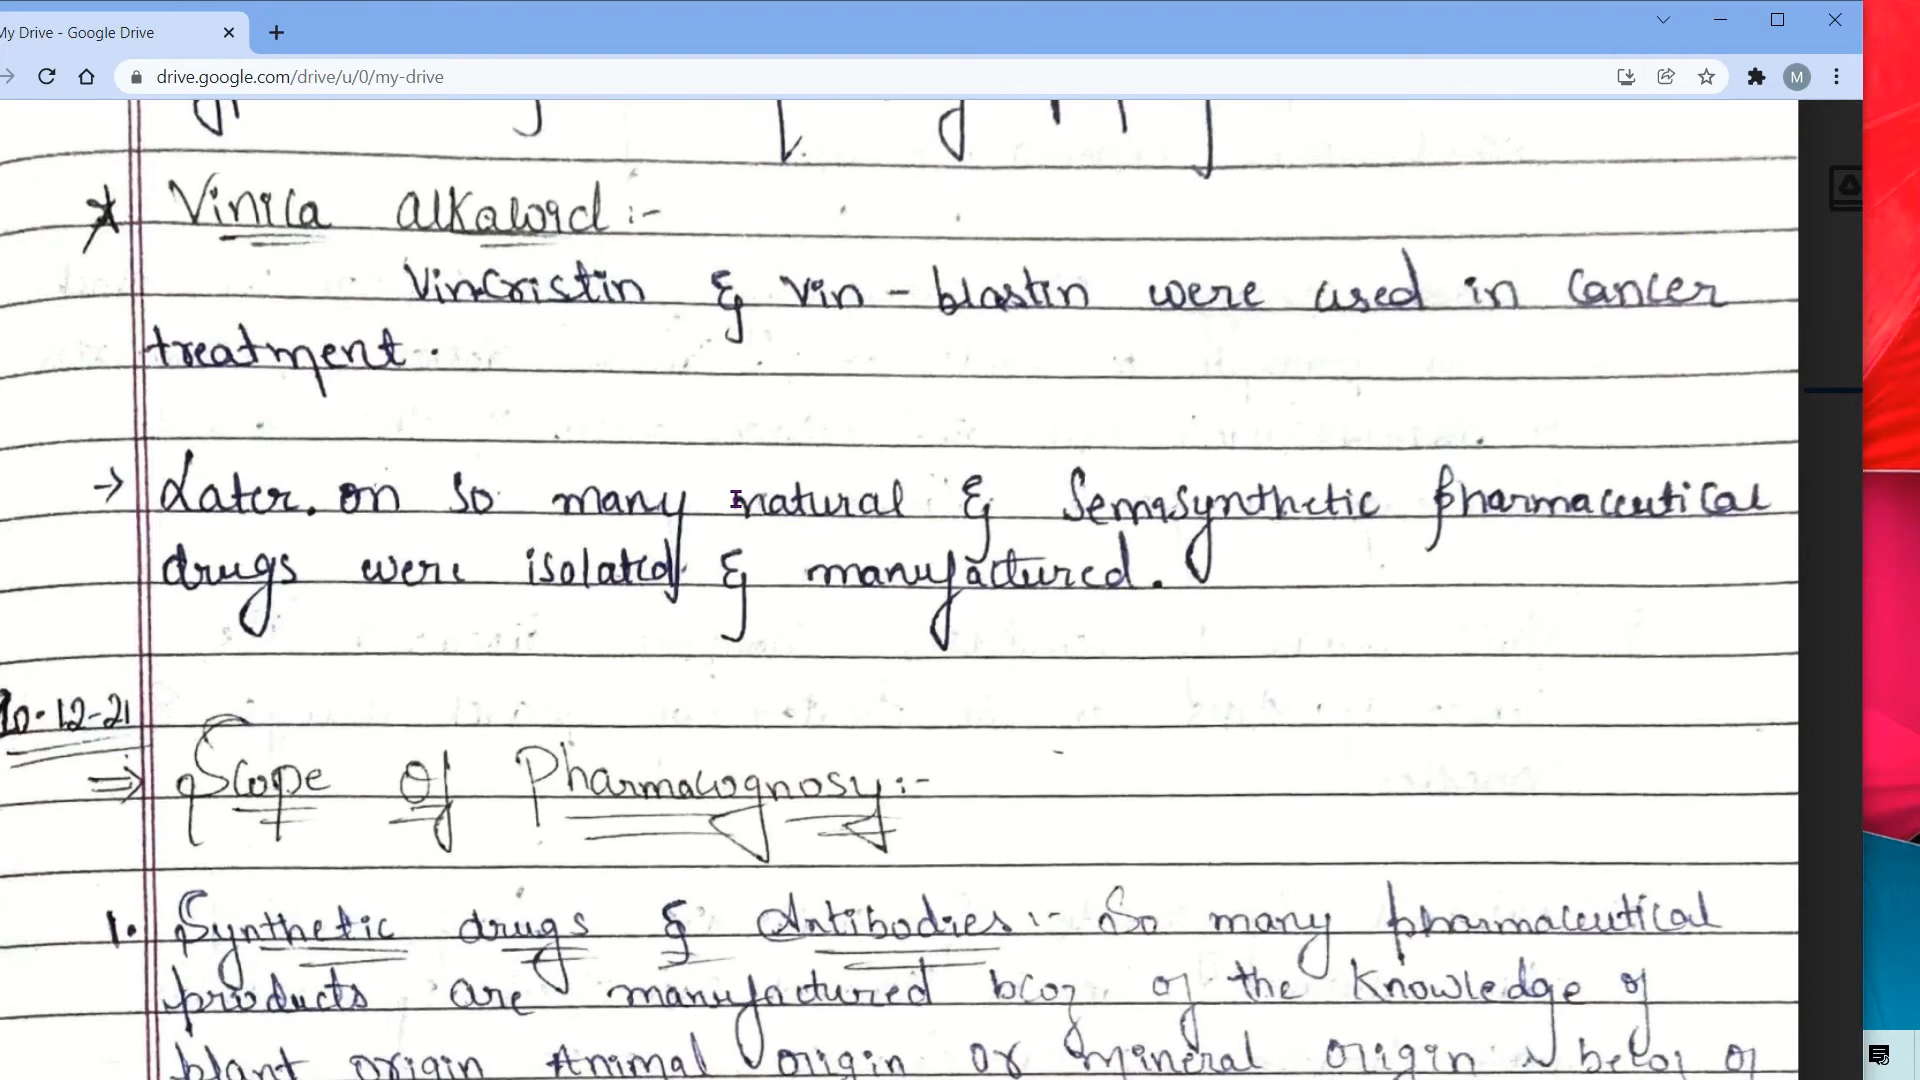 My Drive - Google Drive
drive.google.com/drive/u/0/my-drive
M
Vinica alkaloid :-
Vincristin & vin - blastin were used in cancer
treatment.
→ Later. on so many natural & Semisynthetic pharmaceutical
drugs were isolated & manufactured.
10-12-21
⇒ Scope Of Pharmacognosy :-
1. Synthetic drugs & Antibodies :- So many pharmaceutical
products are manufactured bcoz of the Knowledge of
plant origin Animal origin or mineral origin